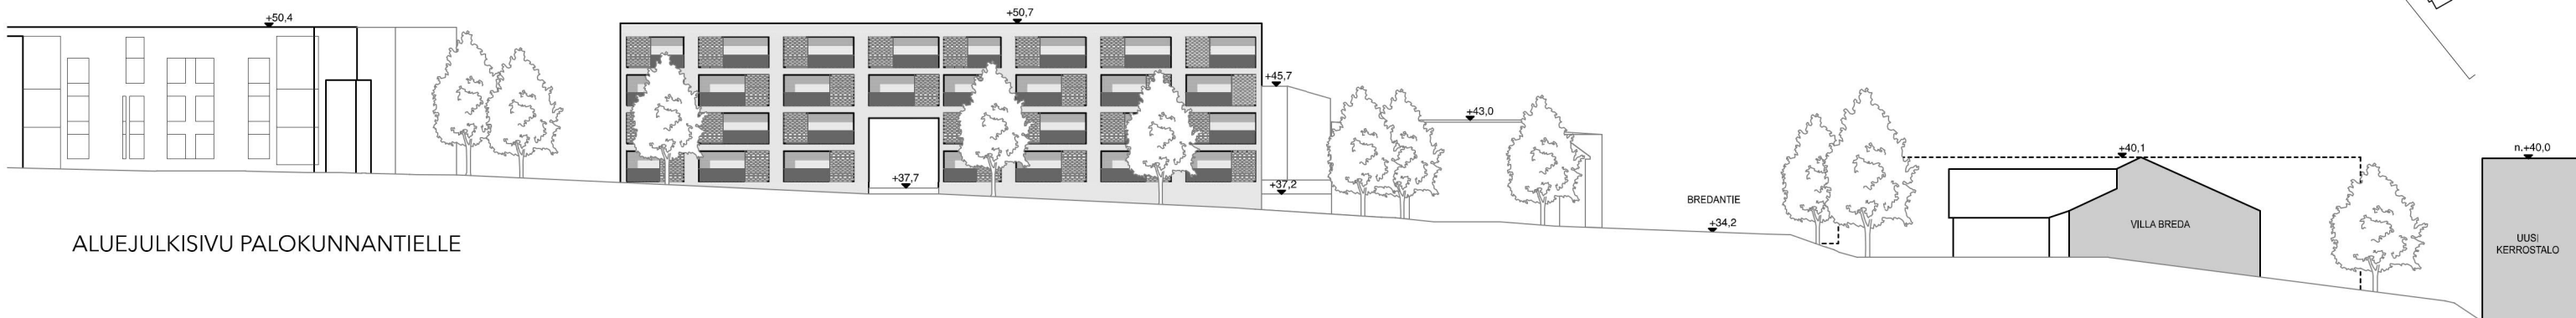 +50,4
+50,7
+45,7
+43,0
+37,7
+37,2
BREDANTIE
+34,2
+40,1
VILLA BREDA
n.+40,0
UUSI
KERROSTALO
ALUEJULKISIVU PALOKUNNANTIELLE